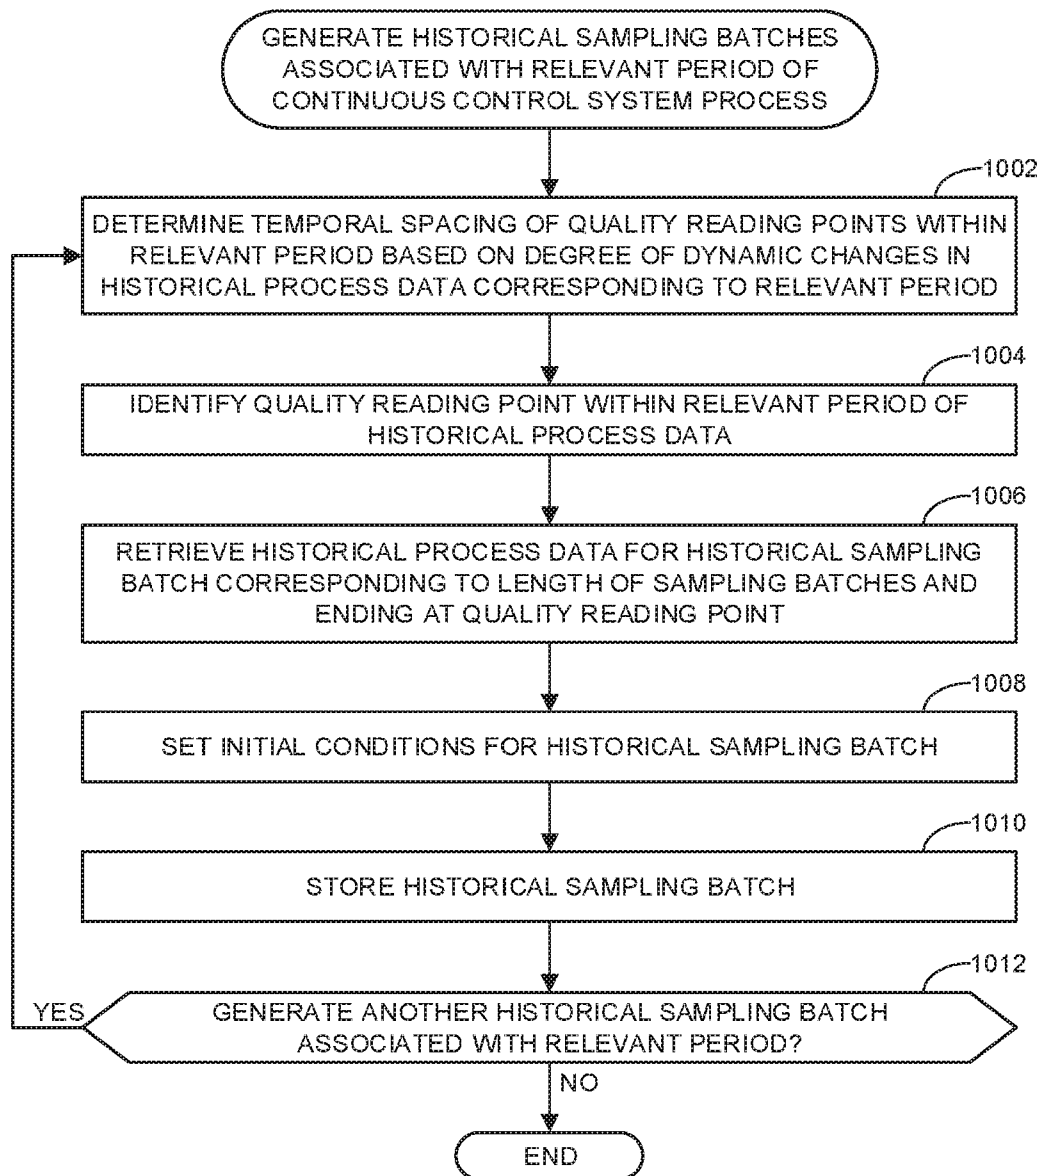 GENERATE HISTORICAL SAMPLING BATCHES
ASSOCIATED WITH RELEVANT PERIOD OF
CONTINUOUS CONTROL SYSTEM PROCESS
1002
DETERMINE TEMPORAL SPACING OF QUALITY READING POINTS WITHIN
RELEVANT PERIOD BASED ON DEGREE OF DYNAMIC CHANGES IN
HISTORICAL PROCESS DATA CORRESPONDING TO RELEVANT PERIOD
1004
IDENTIFY QUALITY READING POINT WITHIN RELEVANT PERIOD OF
HISTORICAL PROCESS DATA
1006
RETRIEVE HISTORICAL PROCESS DATA FOR HISTORICAL SAMPLING
BATCH CORRESPONDING TO LENGTH OF SAMPLING BATCHES AND
ENDING AT QUALITY READING POINT
1008
SET INITIAL CONDITIONS FOR HISTORICAL SAMPLING BATCH
1010
STORE HISTORICAL SAMPLING BATCH
1012
YES
GENERATE ANOTHER HISTORICAL SAMPLING BATCH
ASSOCIATED WITH RELEVANT PERIOD?
NO
END